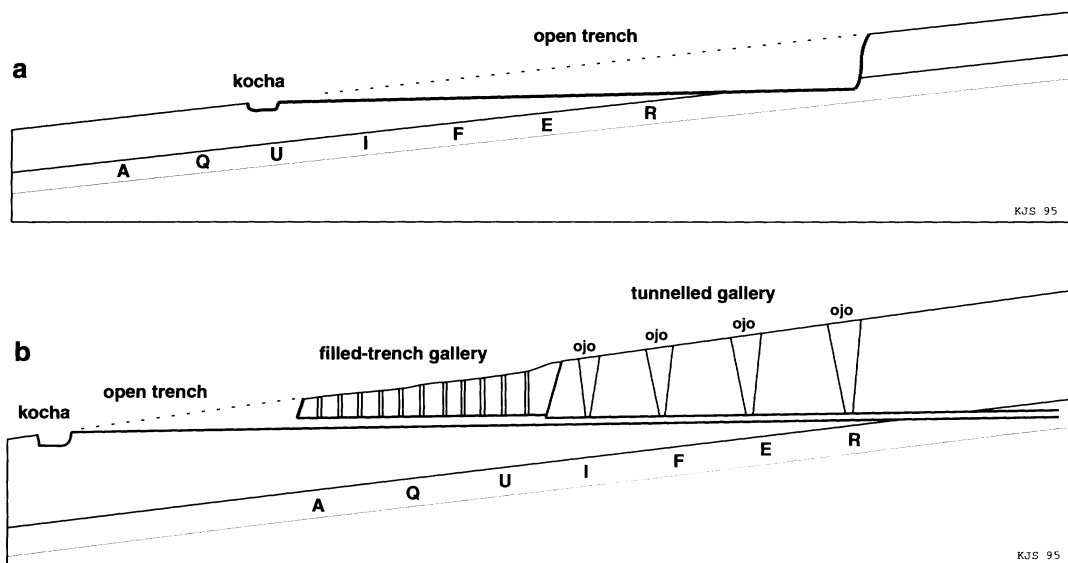 a
open trench
kocha
A Q U I F E R
KJS 95
b
tunnelled gallery
ojo ojo ojo ojo
filled-trench gallery
open trench
kocha
A Q U I F E R
KJS 95